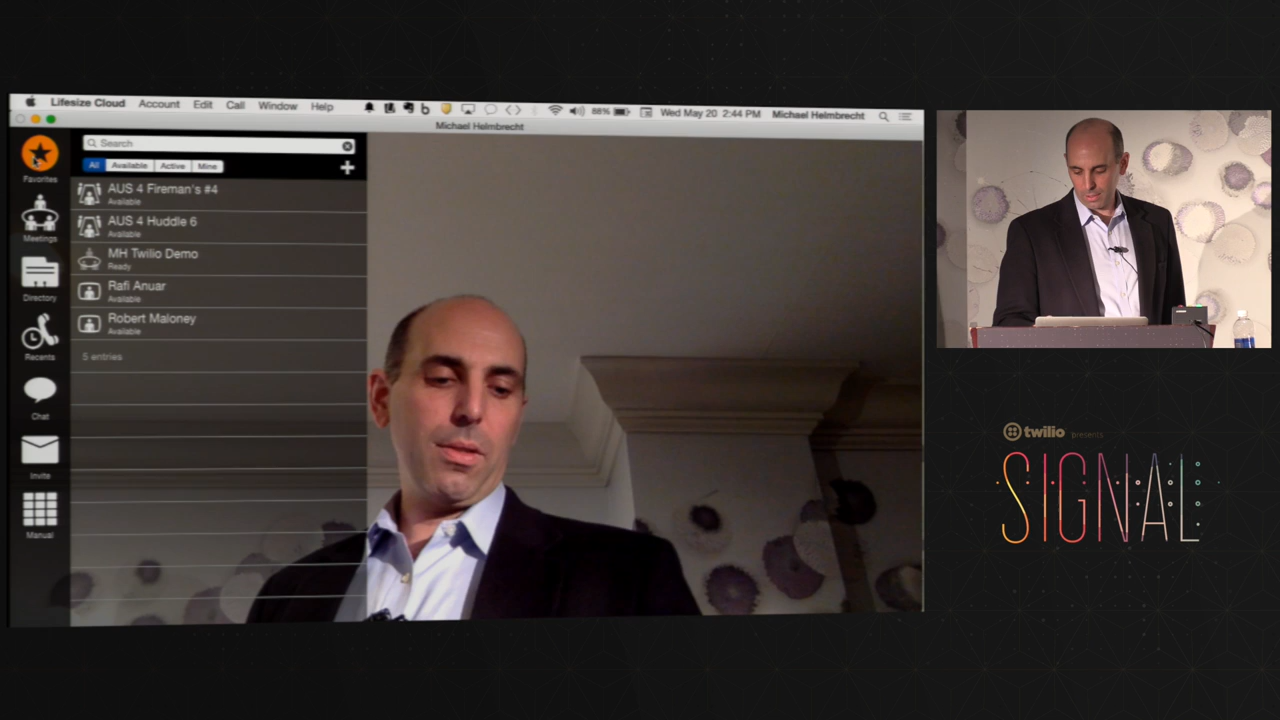 Lifesize Cloud Account Edit Call Window Help 88% Wed May 20 2:44 PM Michael Helmbrecht
Michael Helmbrecht
Favorites
Meetings
Directory
Recents
Chat
Invite
Manual
Search
All Available Active Mine
AUS 4 Fireman's #4
Available
AUS 4 Huddle 6
Available
MH Twilio Demo
Ready
Rafi Anuar
Available
Robert Maloney
Available
5 entries
twilio presents
SIGNAL